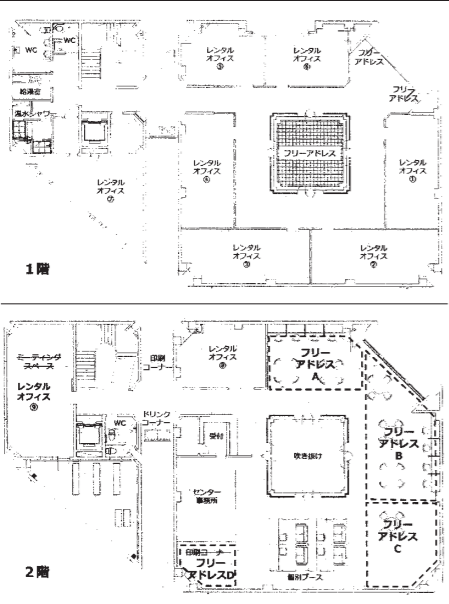 WC
WC
給湯室
温水シャワー
レンタル
オフィス
⑤
レンタル
オフィス
⑥
フリー
アドレス
フリー
アドレス
レンタル
オフィス
⑦
レンタル
オフィス
④
フリーアドレス
レンタル
オフィス
①
レンタル
オフィス
③
レンタル
オフィス
②
1階
ミーティング
スペース
レンタル
オフィス
⑨
印刷
コーナー
レンタル
オフィス
⑧
フリー
アドレス
A
WC
ドリンク
コーナー
受付
吹き抜け
フリー
アドレス
B
センター
事務所
フリー
アドレス
C
印刷コーナー
フリー
アドレスD
個別ブース
2階